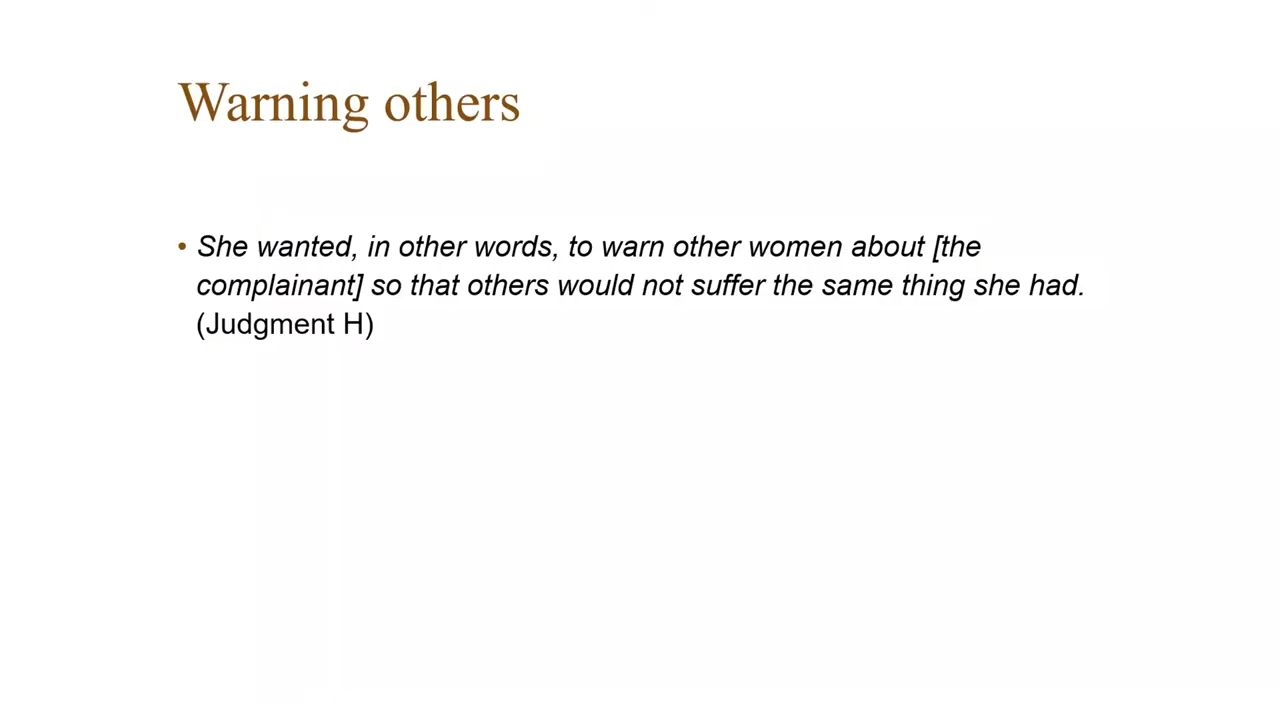 Warning others
• She wanted, in other words, to warn other women about [the
complainant] so that others would not suffer the same thing she had.
(Judgment H)